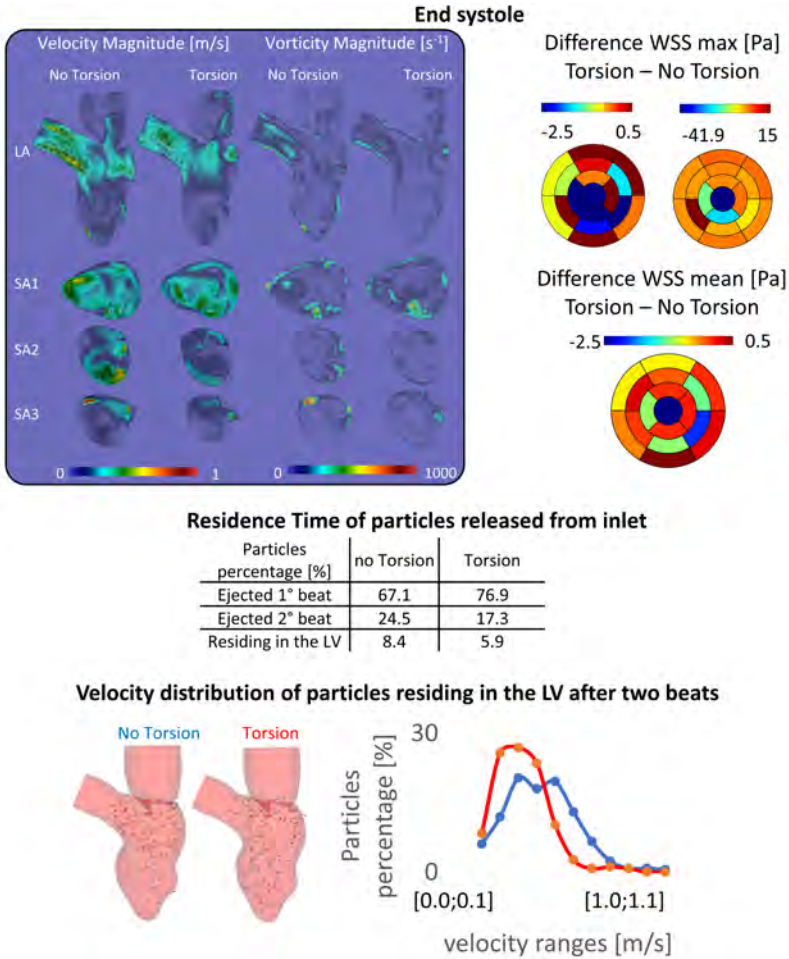 End systole
Velocity Magnitude [m/s]
Vorticity Magnitude [s⁻¹]
No Torsion
Torsion
No Torsion
Torsion
LA
SA1
SA2
SA3
0
1
0
1000
Difference WSS max [Pa]
Torsion – No Torsion
-2.5
0.5
-41.9
15
Difference WSS mean [Pa]
Torsion – No Torsion
-2.5
0.5
Residence Time of particles released from inlet
Particles percentage [%]
no Torsion
Torsion
Ejected 1° beat
67.1
76.9
Ejected 2° beat
24.5
17.3
Residing in the LV
8.4
5.9
Velocity distribution of particles residing in the LV after two beats
No Torsion
Torsion
Particles
percentage [%]
30
0
[0.0;0.1]
[1.0;1.1]
velocity ranges [m/s]